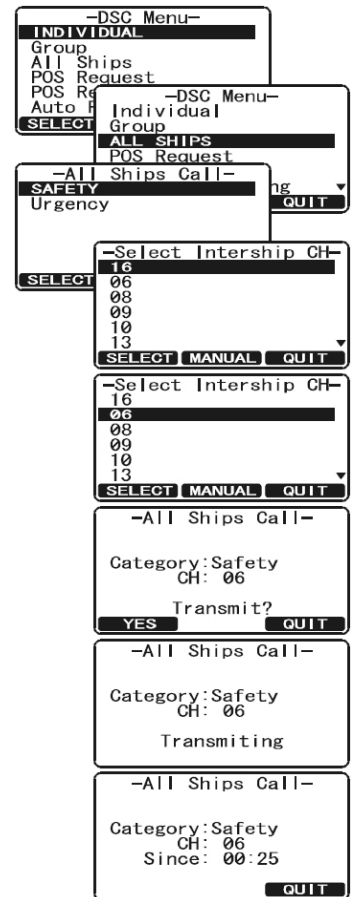 —DSC Menu—
INDIVIDUAL
Group
All Ships
POS Request
POS Re
Auto
SELECT
—DSC Menu—
Individual
Group
ALL SHIPS
POS Request
ng ▼
QUIT
—All Ships Call—
SAFETY
Urgency
SELECT
—Select Intership CH—
16
06
08
09
10
13 ▼
SELECT MANUAL QUIT
—Select Intership CH—
16
06
08
09
10
13 ▼
SELECT MANUAL QUIT
—All Ships Call—
Category:Safety
CH: 06
Transmit?
YES QUIT
—All Ships Call—
Category:Safety
CH: 06
Transmiting
—All Ships Call—
Category:Safety
CH: 06
Since: 00:25
QUIT